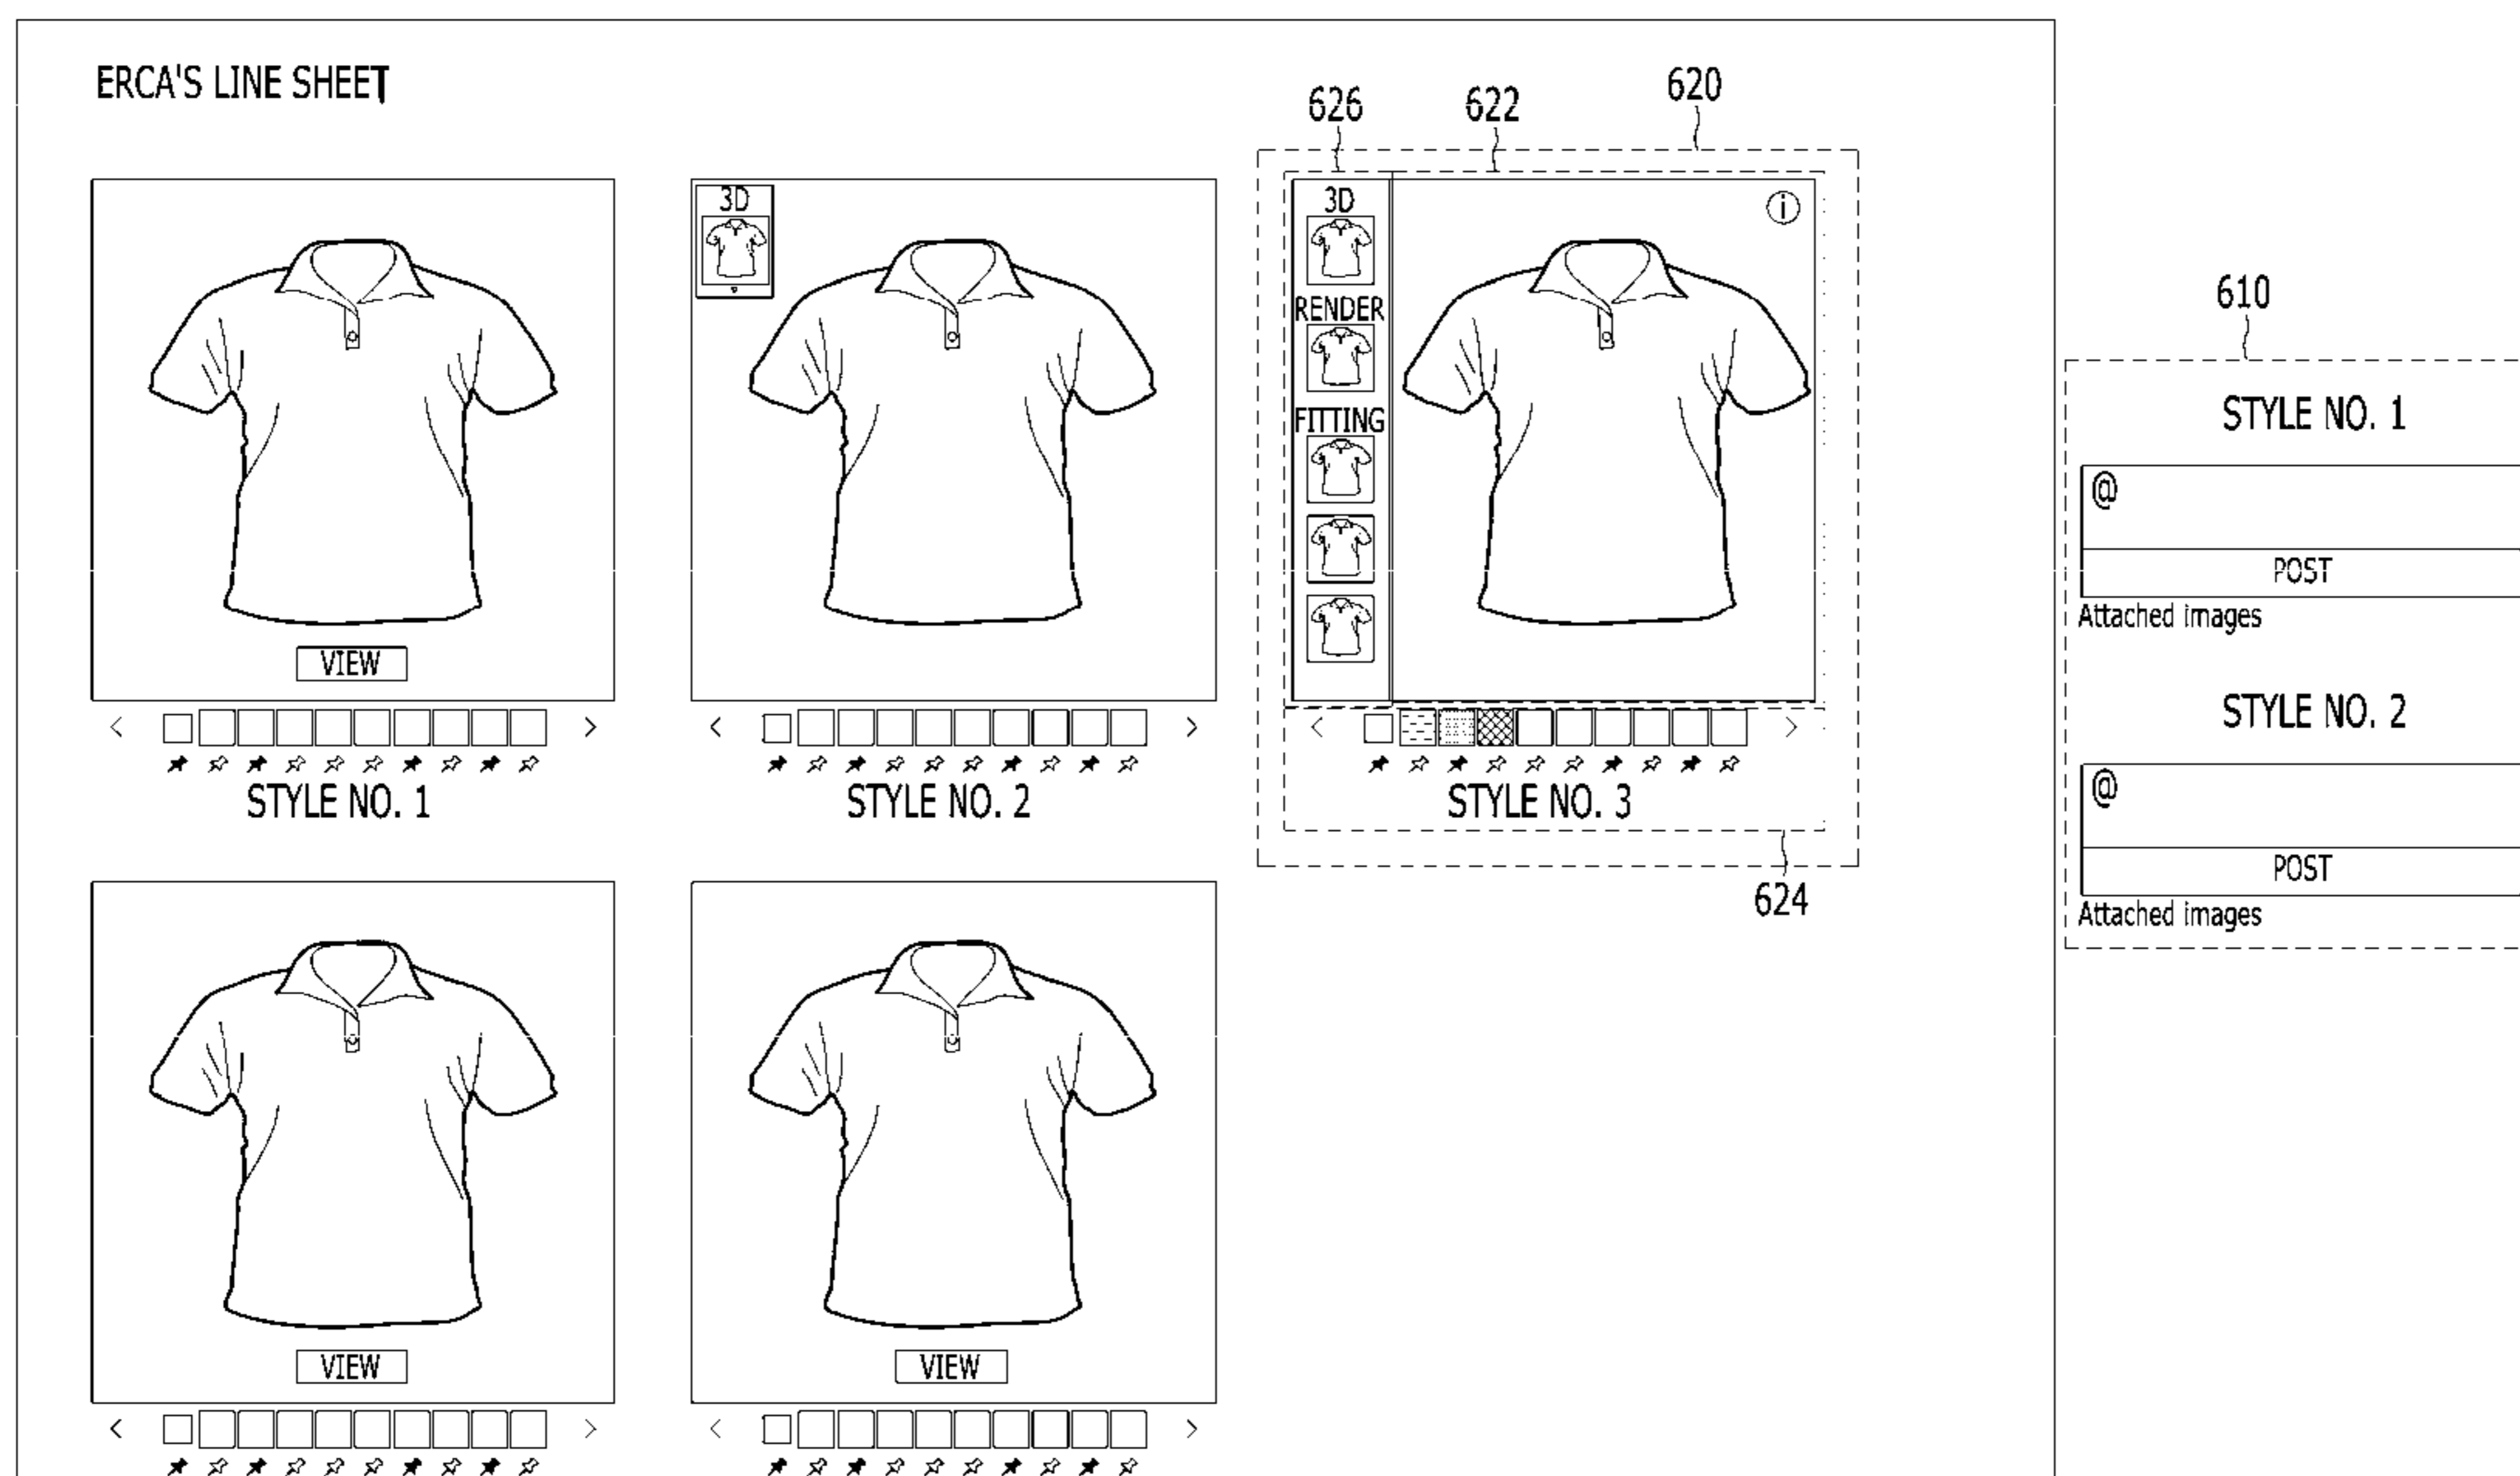 ERCA'S LINE SHEET
626
622
620
3D
3D
RENDER
FITTING
VIEW
< >
< >
< >
STYLE NO. 1
STYLE NO. 2
STYLE NO. 3
624
VIEW
VIEW
< >
< >
610
STYLE NO. 1
@
POST
Attached images
STYLE NO. 2
@
POST
Attached images